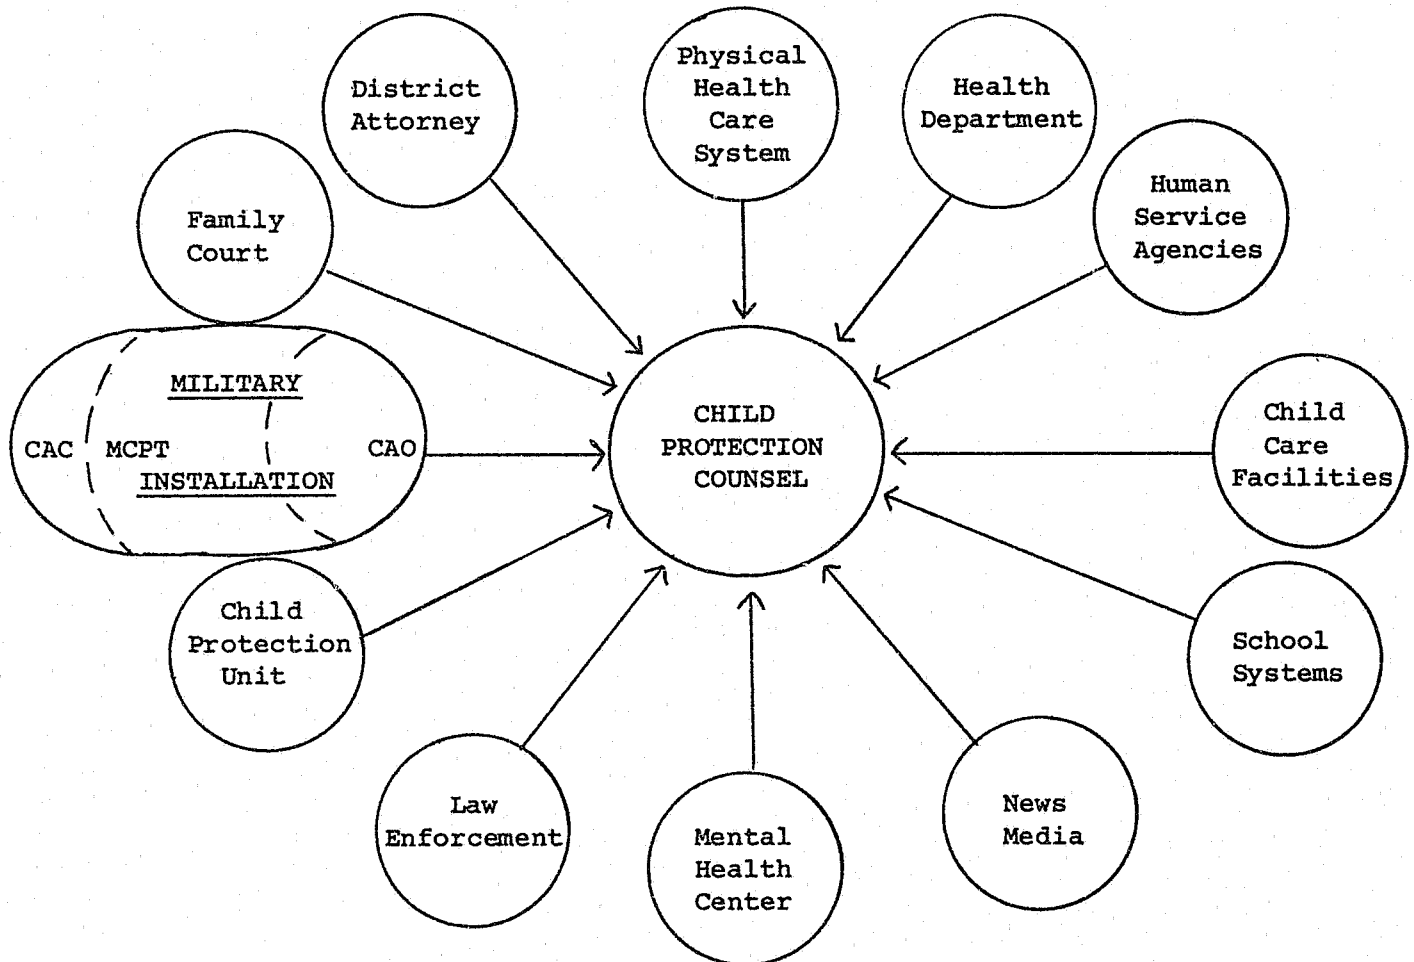 District
Attorney
Physical
Health
Care
System
Health
Department
Human
Service
Agencies
Family
Court
MILITARY
CAC MCPT CAO
INSTALLATION
CHILD
PROTECTION
COUNSEL
Child
Care
Facilities
Child
Protection
Unit
School
Systems
Law
Enforcement
Mental
Health
Center
News
Media